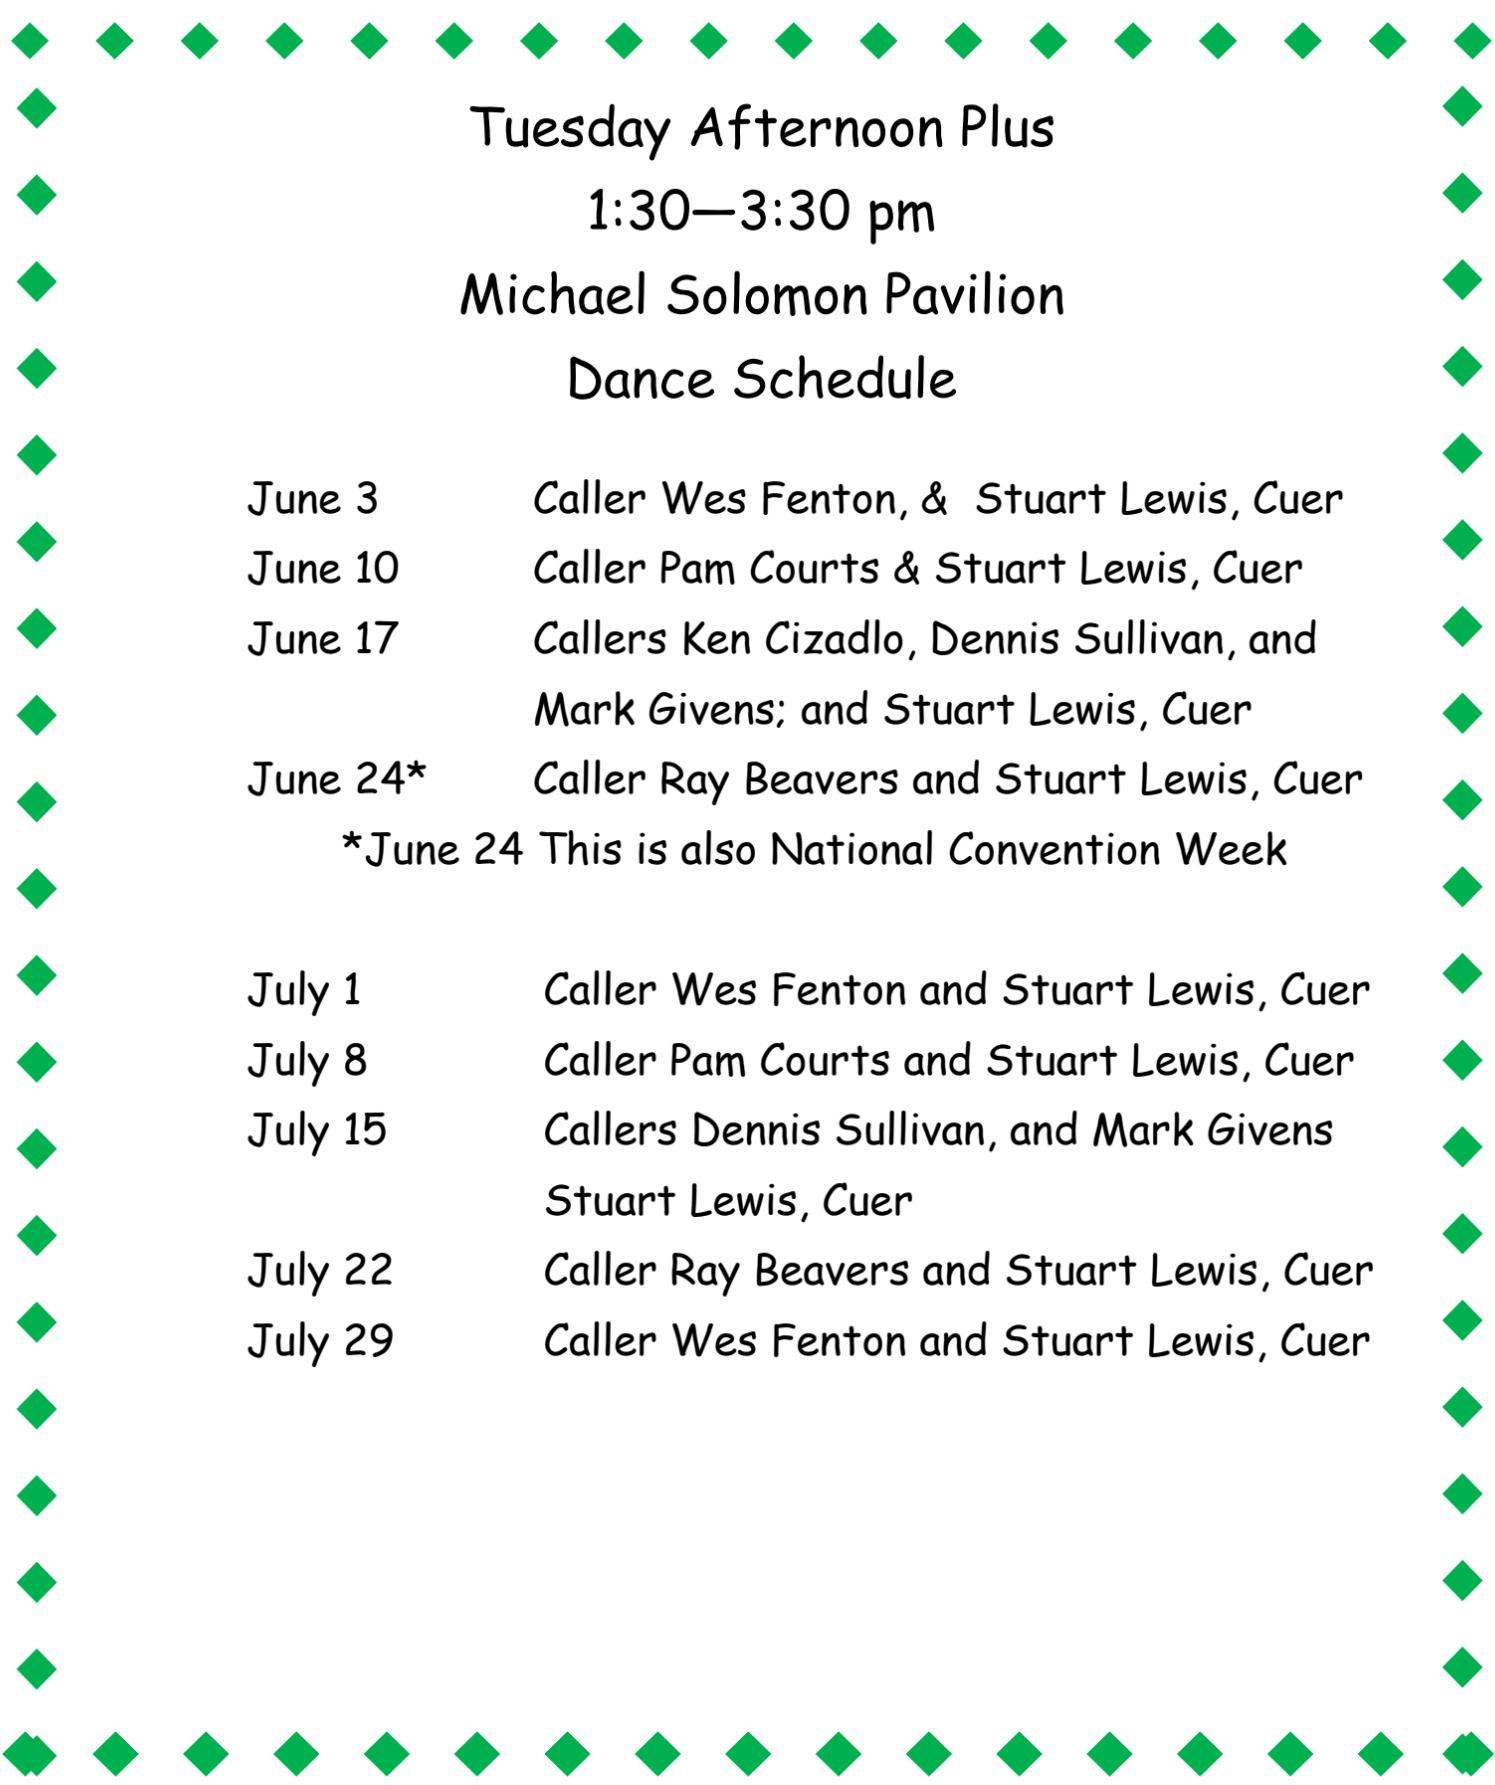 Tuesday Afternoon Plus
1:30—3:30 pm
Michael Solomon Pavilion
Dance Schedule
June 3 Caller Wes Fenton, & Stuart Lewis, Cuer
June 10 Caller Pam Courts & Stuart Lewis, Cuer
June 17 Callers Ken Cizadlo, Dennis Sullivan, and
Mark Givens; and Stuart Lewis, Cuer
June 24* Caller Ray Beavers and Stuart Lewis, Cuer
*June 24 This is also National Convention Week
July 1 Caller Wes Fenton and Stuart Lewis, Cuer
July 8 Caller Pam Courts and Stuart Lewis, Cuer
July 15 Callers Dennis Sullivan, and Mark Givens
Stuart Lewis, Cuer
July 22 Caller Ray Beavers and Stuart Lewis, Cuer
July 29 Caller Wes Fenton and Stuart Lewis, Cuer